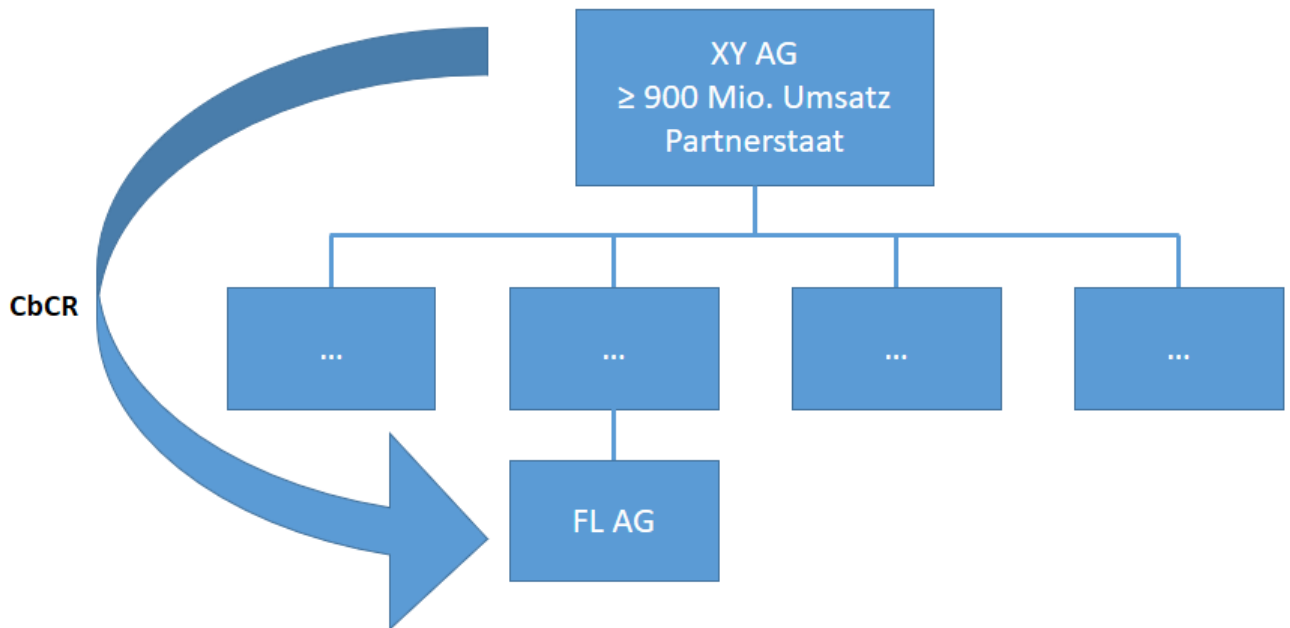 XY AG
≥ 900 Mio. Umsatz
Partnerstaat
CbCR
...
...
...
...
FL AG